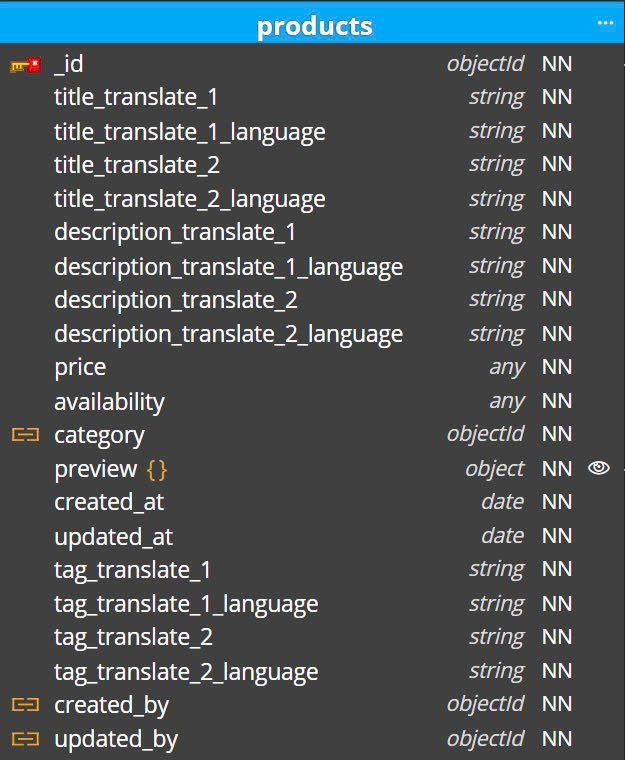 products ...
_id objectId NN
title_translate_1 string NN
title_translate_1_language string NN
title_translate_2 string NN
title_translate_2_language string NN
description_translate_1 string NN
description_translate_1_language string NN
description_translate_2 string NN
description_translate_2_language string NN
price any NN
availability any NN
category objectId NN
preview {} object NN
created_at date NN
updated_at date NN
tag_translate_1 string NN
tag_translate_1_language string NN
tag_translate_2 string NN
tag_translate_2_language string NN
created_by objectId NN
updated_by objectId NN